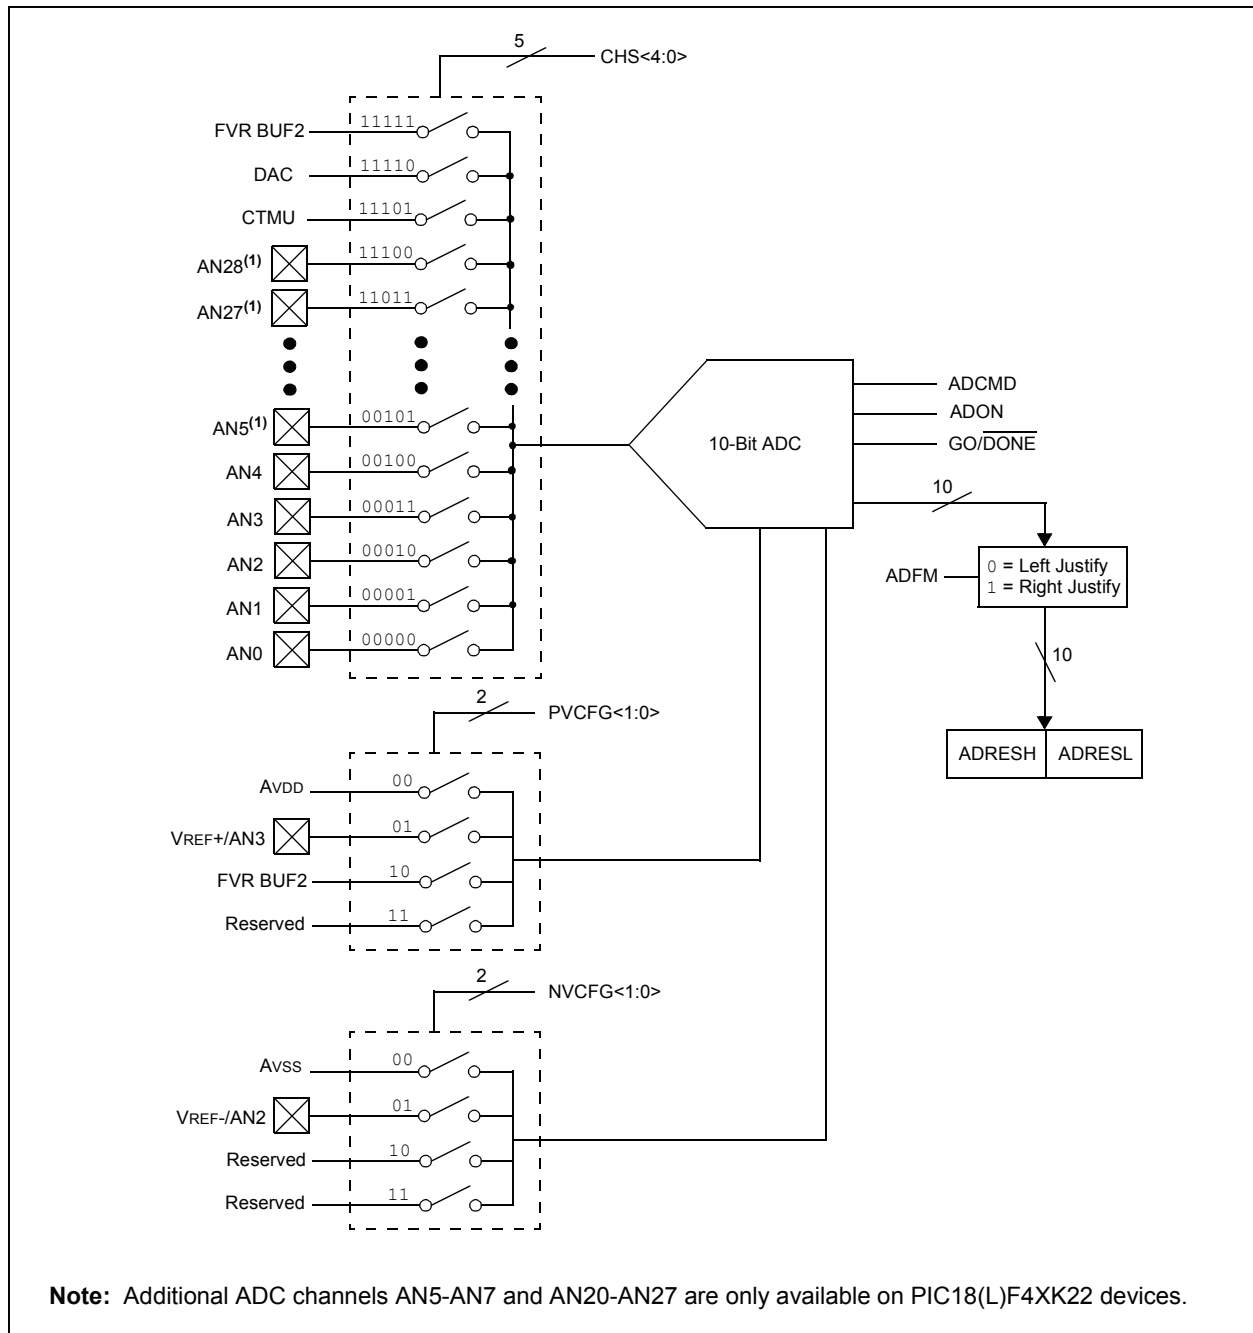 5
CHS<4:0>
FVR BUF2
11111
DAC
11110
CTMU
11101
AN28(1)
11100
AN27(1)
11011
AN5(1)
00101
AN4
00100
AN3
00011
AN2
00010
AN1
00001
AN0
00000
10-Bit ADC
ADCMD
ADON
GO/DONE
10
ADFM
0 = Left Justify
1 = Right Justify
10
ADRESH
ADRESL
2
PVCFG<1:0>
AVDD
00
VREF+/AN3
01
FVR BUF2
10
Reserved
11
2
NVCFG<1:0>
AVSS
00
VREF-/AN2
01
Reserved
10
Reserved
11
Note: Additional ADC channels AN5-AN7 and AN20-AN27 are only available on PIC18(L)F4XK22 devices.